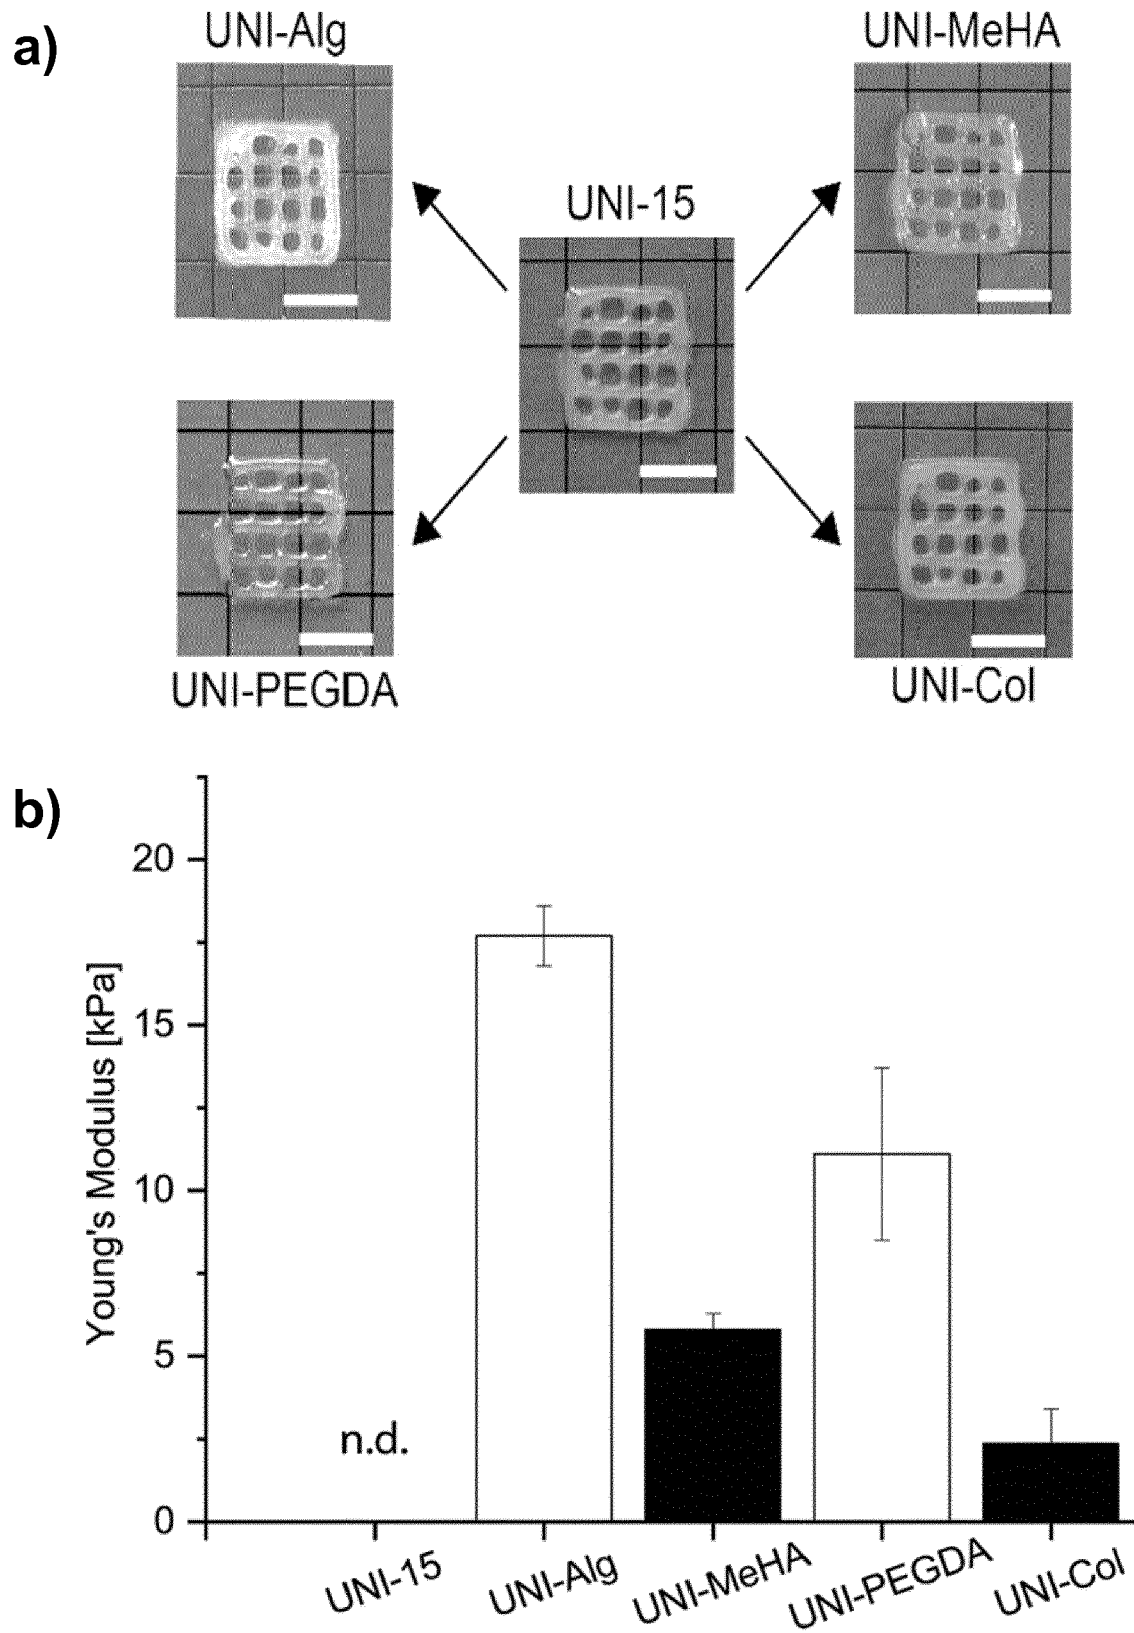 a)
UNI-Alg
UNI-MeHA
UNI-15
UNI-PEGDA
UNI-Col
b)
Young's Modulus [kPa]
20
15
10
5
0
n.d.
UNI-15
UNI-Alg
UNI-MeHA
UNI-PEGDA
UNI-Col